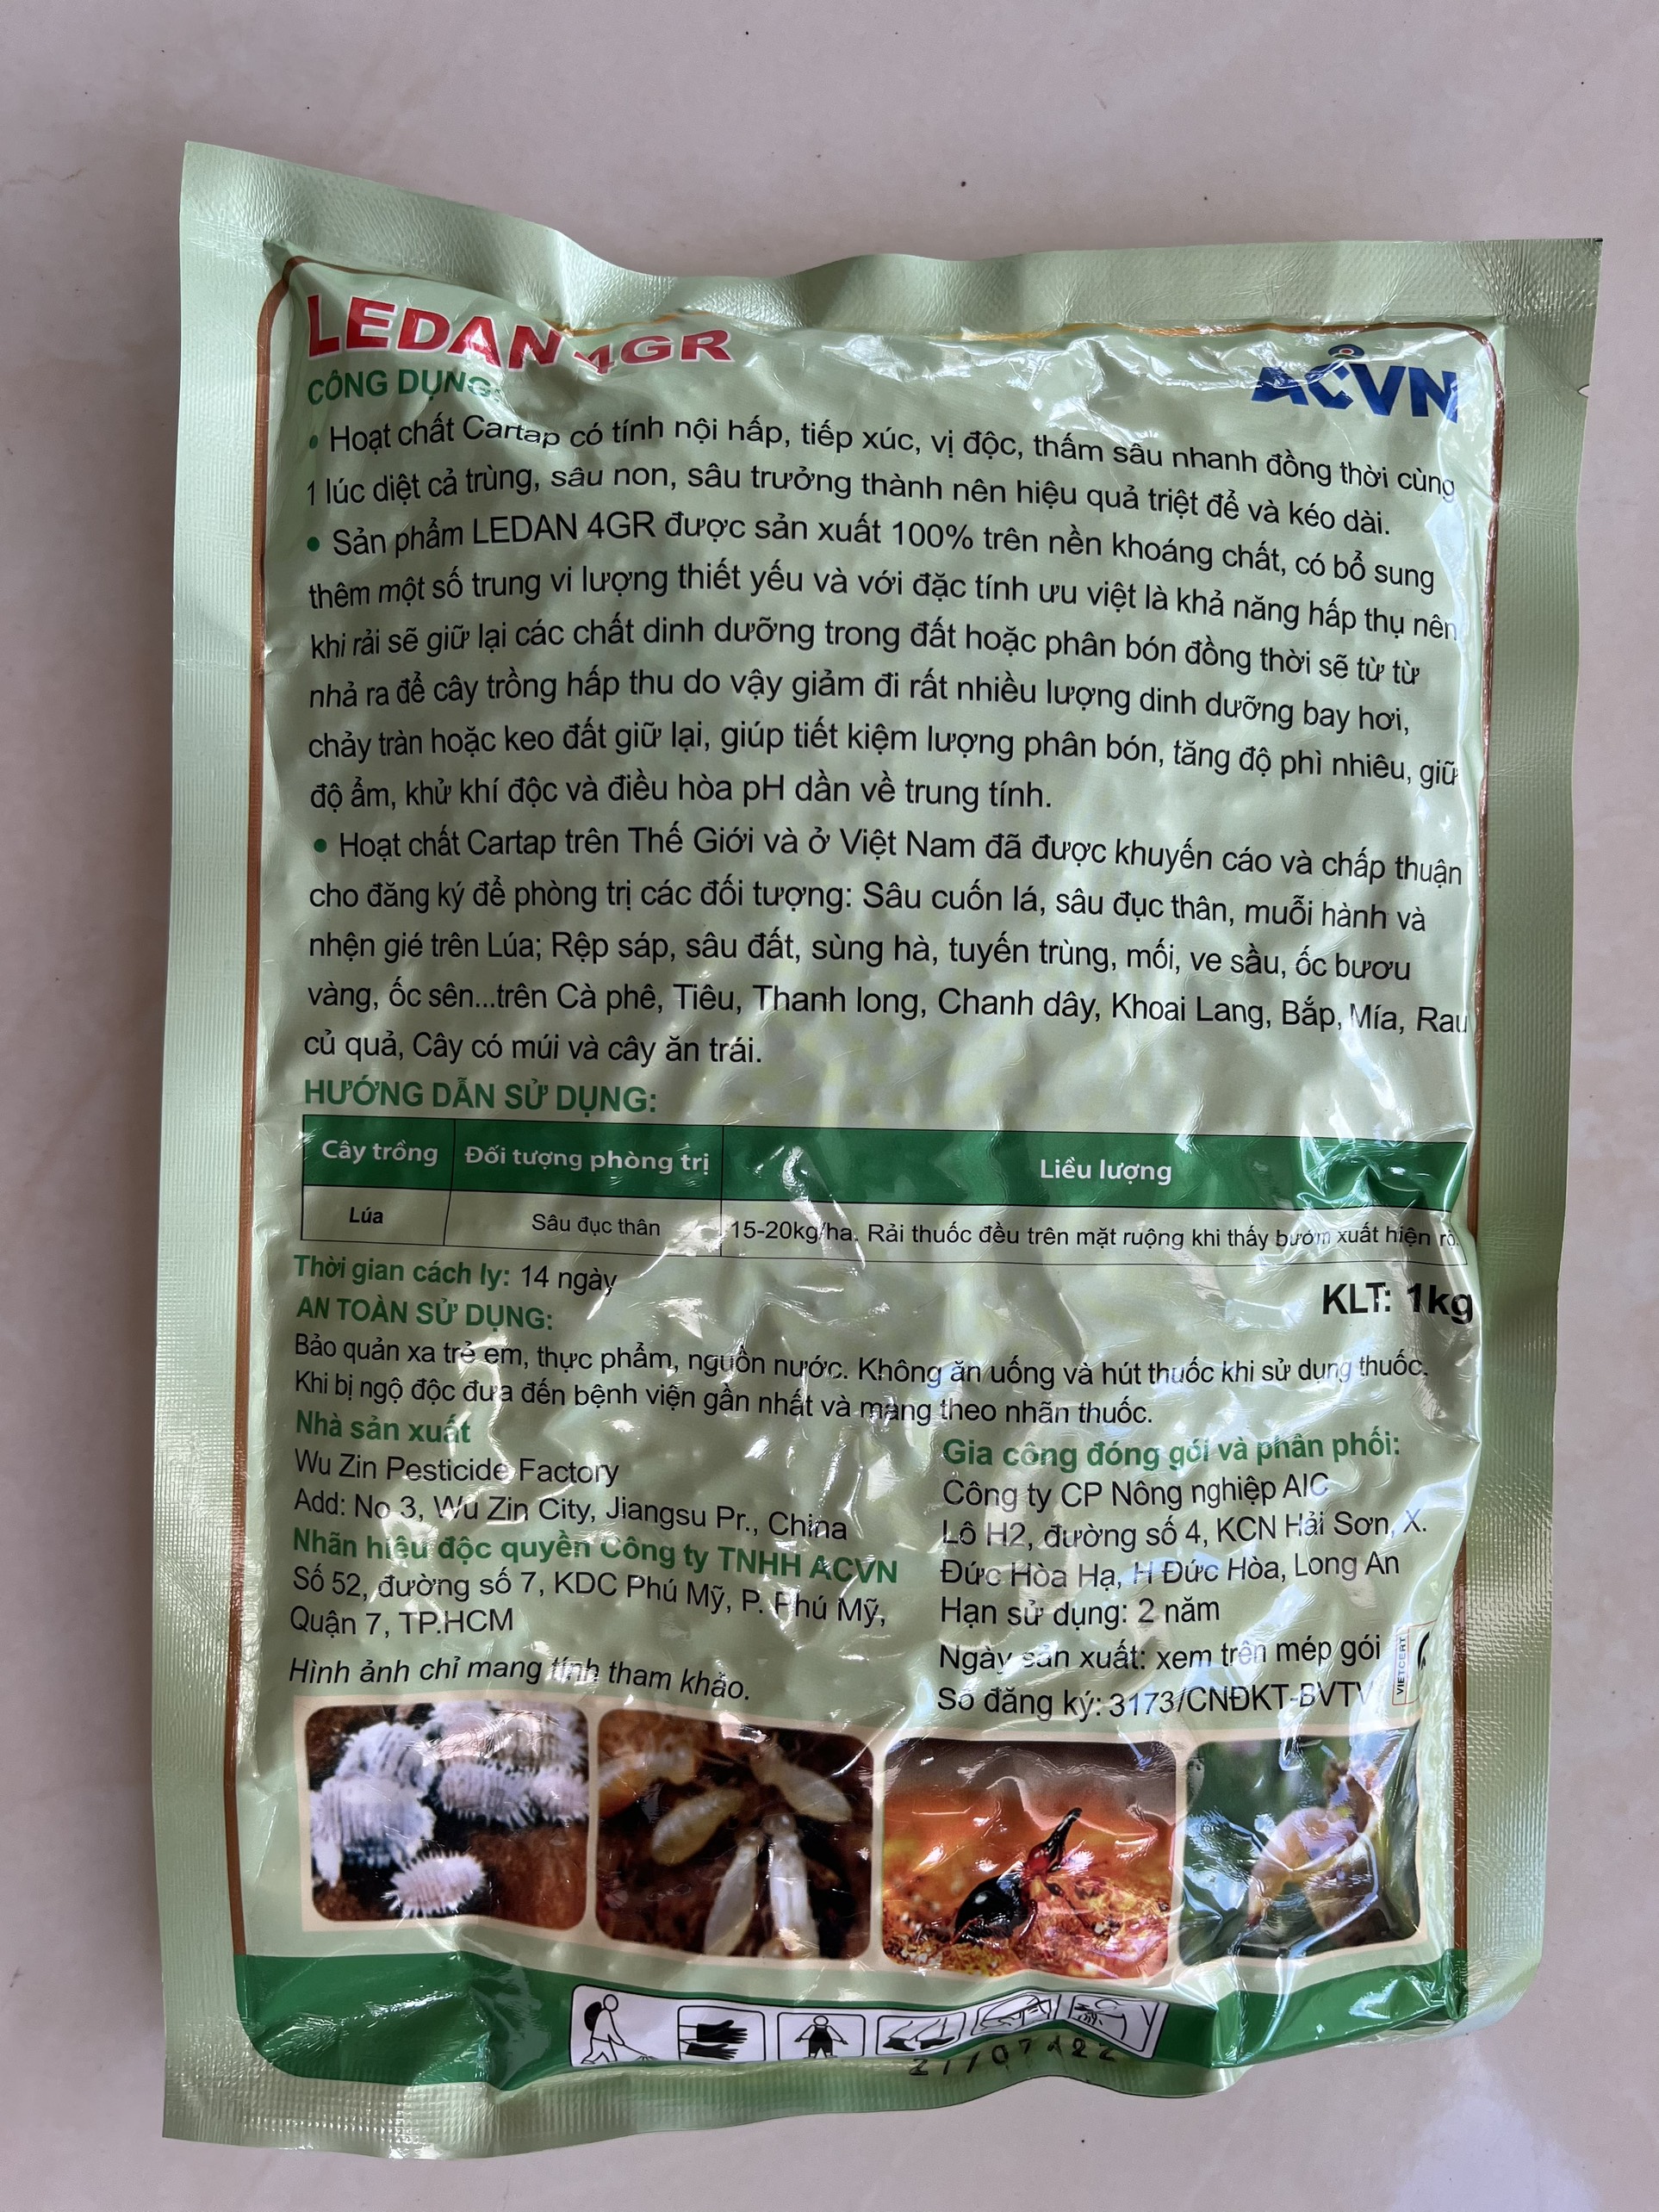 LEDAN 4GR
ACVN
CÔNG DỤNG:
• Hoạt chất Cartap có tính nội hấp, tiếp xúc, vị độc, thấm sâu nhanh đồng thời cùng
1 lúc diệt cả trùng, sâu non, sâu trưởng thành nên hiệu quả triệt để và kéo dài.
• Sản phẩm LEDAN 4GR được sản xuất 100% trên nền khoáng chất, có bổ sung
thêm một số trung vi lượng thiết yếu và với đặc tính ưu việt là khả năng hấp thụ nên
khi rải sẽ giữ lại các chất dinh dưỡng trong đất hoặc phân bón đồng thời sẽ từ từ
nhả ra để cây trồng hấp thu do vậy giảm đi rất nhiều lượng dinh dưỡng bay hơi,
chảy tràn hoặc keo đất giữ lại, giúp tiết kiệm lượng phân bón, tăng độ phì nhiêu, giữ
độ ẩm, khử khí độc và điều hòa pH dần về trung tính.
• Hoạt chất Cartap trên Thế Giới và ở Việt Nam đã được khuyến cáo và chấp thuận
cho đăng ký để phòng trị các đối tượng: Sâu cuốn lá, sâu đục thân, muỗi hành và
nhện gié trên Lúa; Rệp sáp, sâu đất, sùng hà, tuyến trùng, mối, ve sầu, ốc bươu
vàng, ốc sên...trên Cà phê, Tiêu, Thanh long, Chanh dây, Khoai Lang, Bắp, Mía, Rau
củ quả, Cây có múi và cây ăn trái.
HƯỚNG DẪN SỬ DỤNG:
Cây trồng Đối tượng phòng trị Liều lượng
Lúa Sâu đục thân 15-20kg/ha. Rải thuốc đều trên mặt ruộng khi thấy bướm xuất hiện rộ.
Thời gian cách ly: 14 ngày
KLT: 1kg
AN TOÀN SỬ DỤNG:
Bảo quản xa trẻ em, thực phẩm, nguồn nước. Không ăn uống và hút thuốc khi sử dụng thuốc.
Khi bị ngộ độc đưa đến bệnh viện gần nhất và mang theo nhãn thuốc.
Nhà sản xuất
Wu Zin Pesticide Factory
Add: No 3, Wu Zin City, Jiangsu Pr., China
Nhãn hiệu độc quyền Công ty TNHH ACVN
Số 52, đường số 7, KDC Phú Mỹ, P. Phú Mỹ,
Quận 7, TP.HCM
Hình ảnh chỉ mang tính tham khảo.
Gia công đóng gói và phân phối:
Công ty CP Nông nghiệp AIC
Lô H2, đường số 4, KCN Hải Sơn, X.
Đức Hòa Hạ, H Đức Hòa, Long An
Hạn sử dụng: 2 năm
Ngày sản xuất: xem trên mép gói
Số đăng ký: 3173/CNĐKT-BVTV
VIETCERT
21/07/22